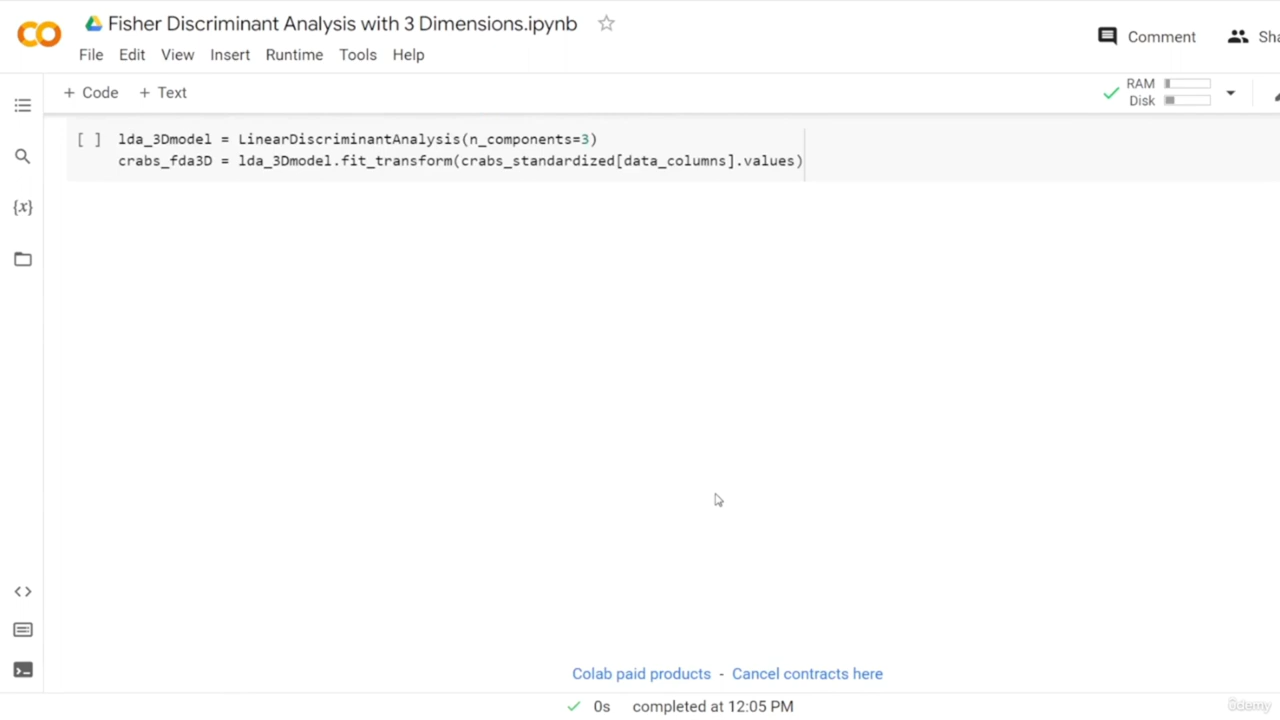 Fisher Discriminant Analysis with 3 Dimensions.ipynb
Comment
Sha
File Edit View Insert Runtime Tools Help
+ Code + Text
RAM
Disk
[ ] lda_3Dmodel = LinearDiscriminantAnalysis(n_components=3)
crabs_fda3D = lda_3Dmodel.fit_transform(crabs_standardized[data_columns].values)
{x}
Colab paid products - Cancel contracts here
0s completed at 12:05 PM
ûdemy